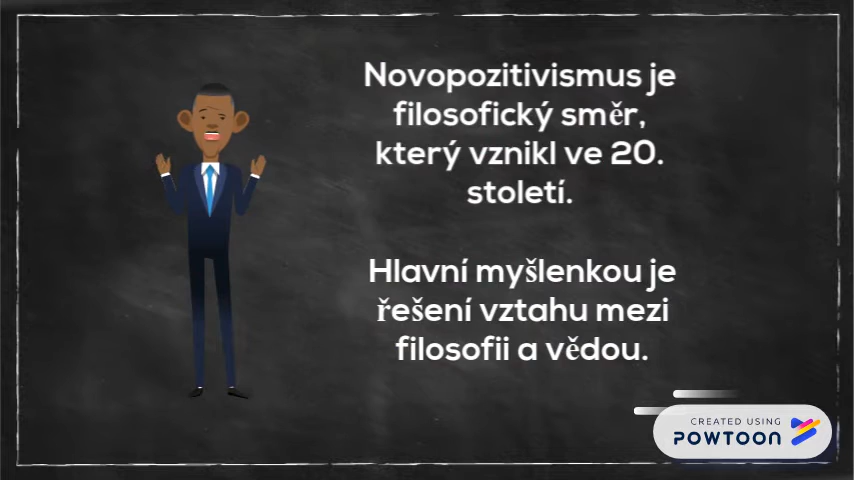 Novopozitivismus je
filosofický směr,
který vznikl ve 20.
století.
Hlavní myšlenkou je
řešení vztahu mezi
filosofii a vědou.
CREATED USING
POWTOON